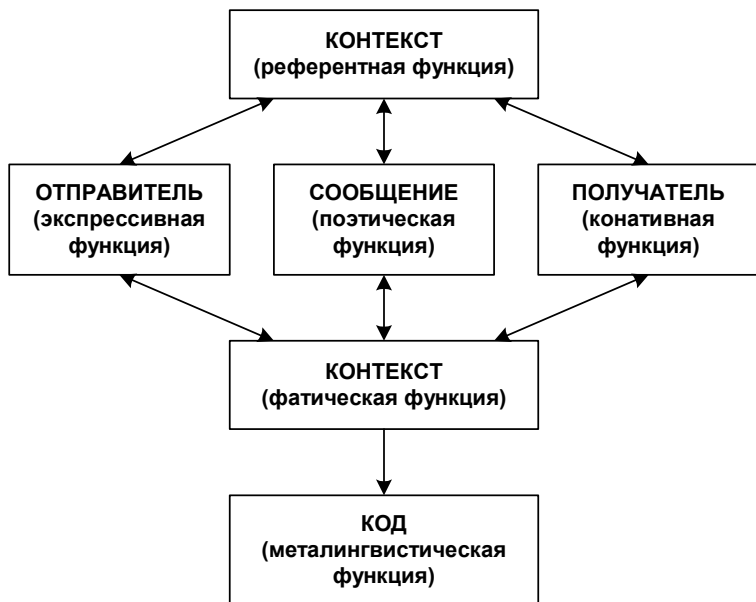 КОНТЕКСТ
(референтная функция)
ОТПРАВИТЕЛЬ
(экспрессивная
функция)
СООБЩЕНИЕ
(поэтическая
функция)
ПОЛУЧАТЕЛЬ
(конативная
функция)
КОНТЕКСТ
(фатическая функция)
КОД
(металингвистическая
функция)